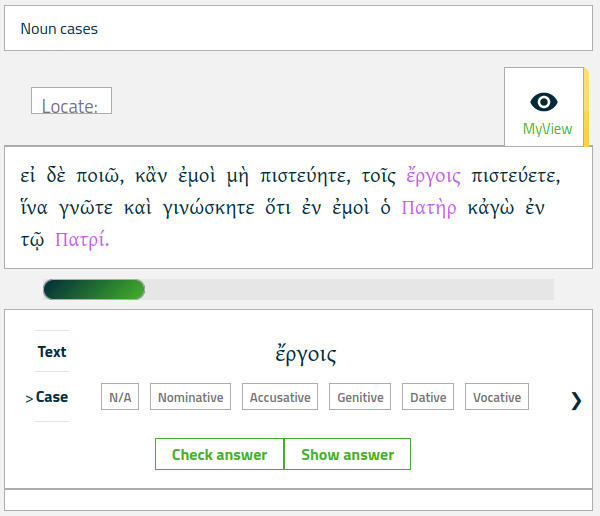 Noun cases
Locate:
MyView
εἰ δὲ ποιῶ, κἂν ἐμοὶ μὴ πιστεύητε, τοῖς ἔργοις πιστεύετε,
ἵνα γνῶτε καὶ γινώσκητε ὅτι ἐν ἐμοὶ ὁ Πατὴρ κἀγὼ ἐν
τῷ Πατρί.
Text ἔργοις
> Case N/A Nominative Accusative Genitive Dative Vocative ❯
Check answer Show answer